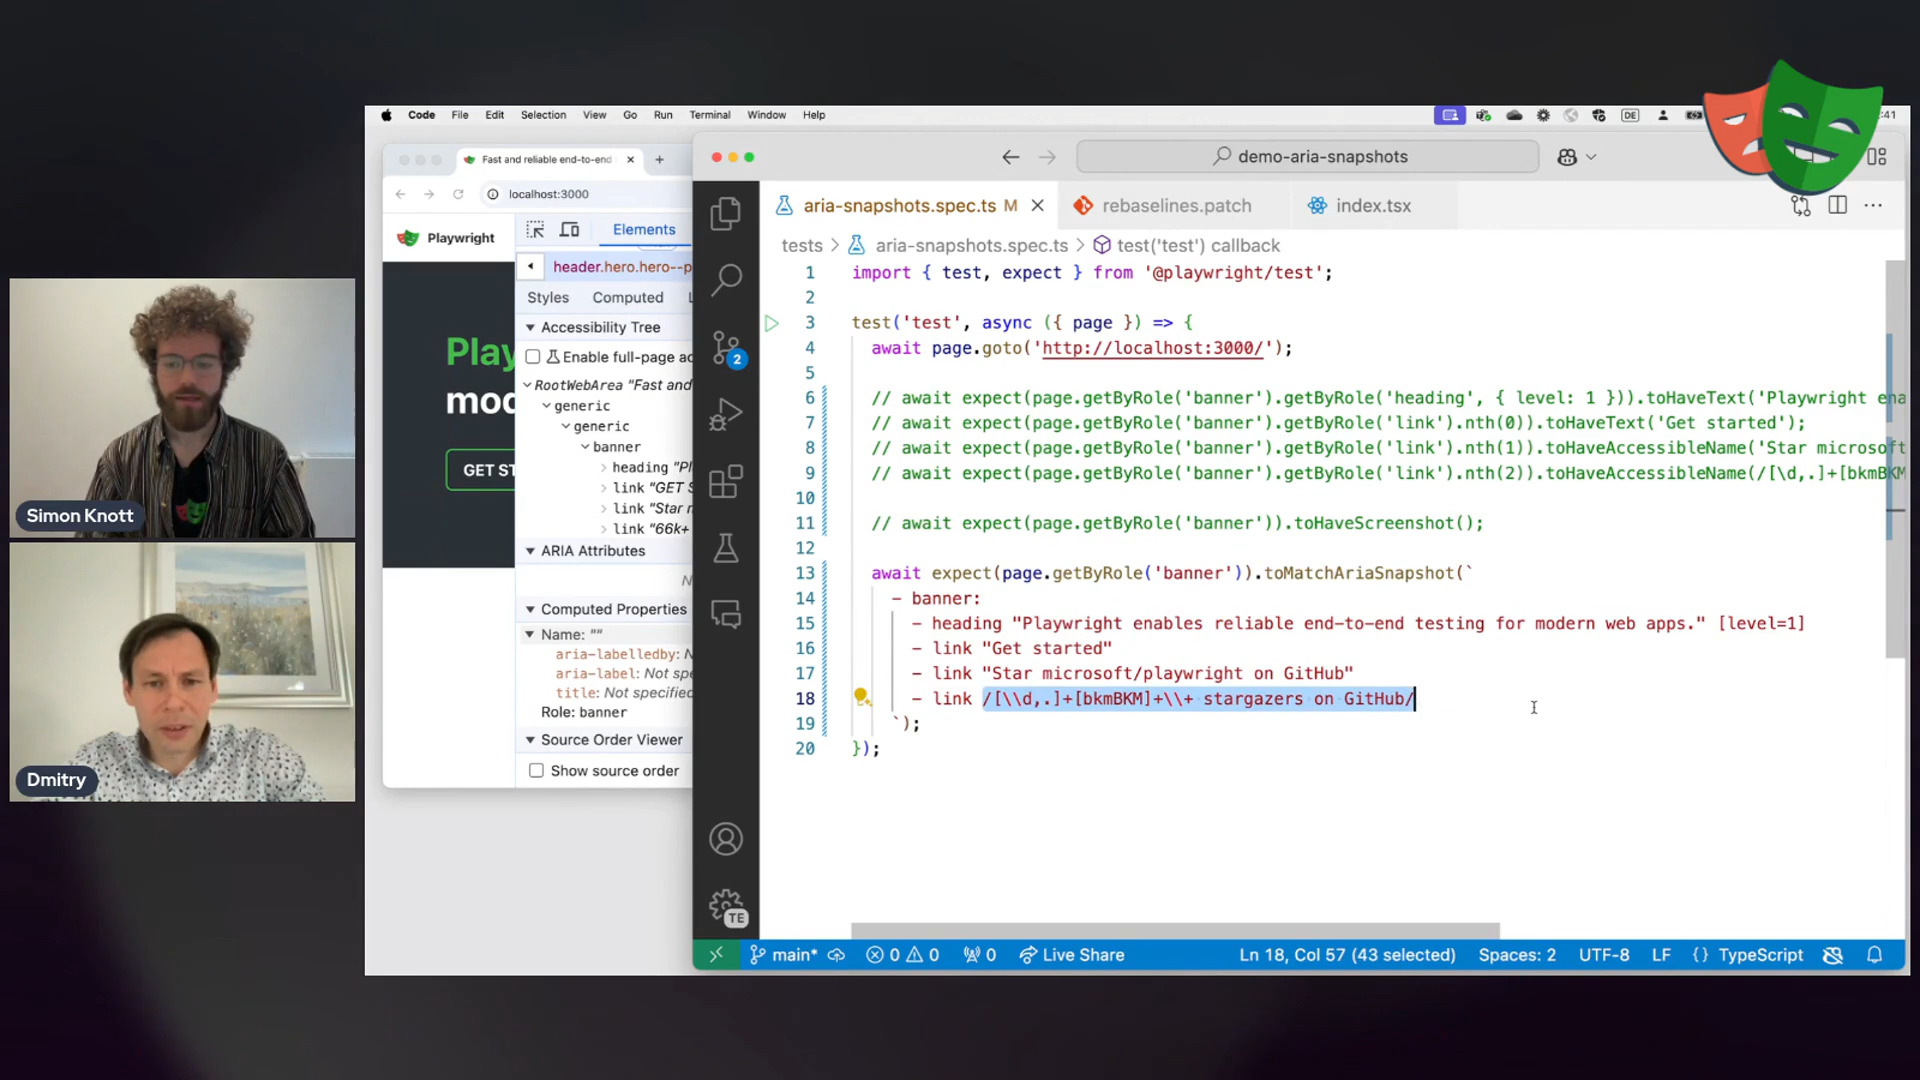 Code File Edit Selection View Go Run Terminal Window Help
DE
:41
Fast and reliable end-to-end
localhost:3000
Playwright
Play
mod
GET ST
Elements
header.hero.hero--p
Styles Computed L
Accessibility Tree
Enable full-page ac
RootWebArea "Fast and
generic
generic
banner
heading "Pl
link "GET S
link "Star r
link "66k+
ARIA Attributes
N
Computed Properties
Name: ""
aria-labelledby: N
aria-label: Not spe
title: Not specified
Role: banner
Source Order Viewer
Show source order
demo-aria-snapshots
aria-snapshots.spec.ts M
rebaselines.patch
index.tsx
tests > aria-snapshots.spec.ts > test('test') callback
2
TE
1 import { test, expect } from '@playwright/test';
2
3 test('test', async ({ page }) => {
4 await page.goto('http://localhost:3000/');
5
6 // await expect(page.getByRole('banner').getByRole('heading', { level: 1 })).toHaveText('Playwright ena
7 // await expect(page.getByRole('banner').getByRole('link').nth(0)).toHaveText('Get started');
8 // await expect(page.getByRole('banner').getByRole('link').nth(1)).toHaveAccessibleName('Star microsoft
9 // await expect(page.getByRole('banner').getByRole('link').nth(2)).toHaveAccessibleName(/[\d,.]+[bkmBKM
10
11 // await expect(page.getByRole('banner')).toHaveScreenshot();
12
13 await expect(page.getByRole('banner')).toMatchAriaSnapshot(`
14 - banner:
15 - heading "Playwright enables reliable end-to-end testing for modern web apps." [level=1]
16 - link "Get started"
17 - link "Star microsoft/playwright on GitHub"
18 - link /[\\d,.]+[bkmBKM]+\\+ stargazers on GitHub/
19 `);
20 });
main* 0 0 0 Live Share Ln 18, Col 57 (43 selected) Spaces: 2 UTF-8 LF {} TypeScript
Simon Knott
Dmitry